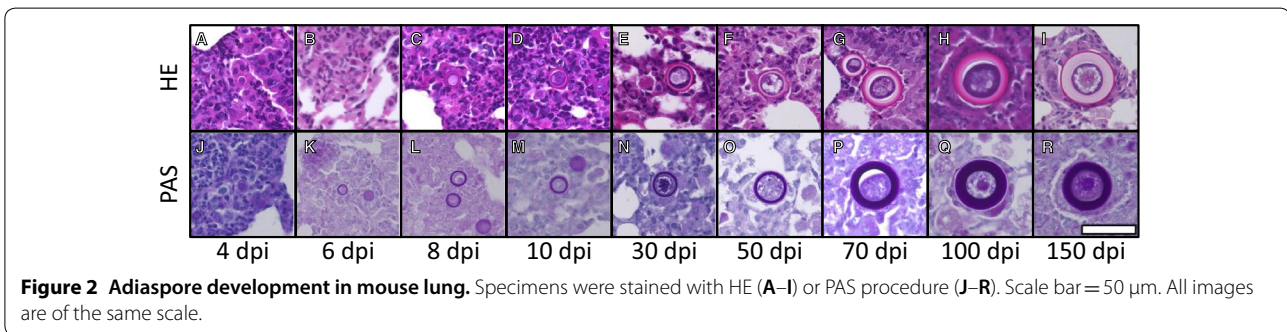 HE
A B C D E F G H I
PAS
J K L M N O P Q R
4 dpi 6 dpi 8 dpi 10 dpi 30 dpi 50 dpi 70 dpi 100 dpi 150 dpi
Figure 2 Adiaspore development in mouse lung. Specimens were stained with HE (A–I) or PAS procedure (J–R). Scale bar = 50 μm. All images
are of the same scale.